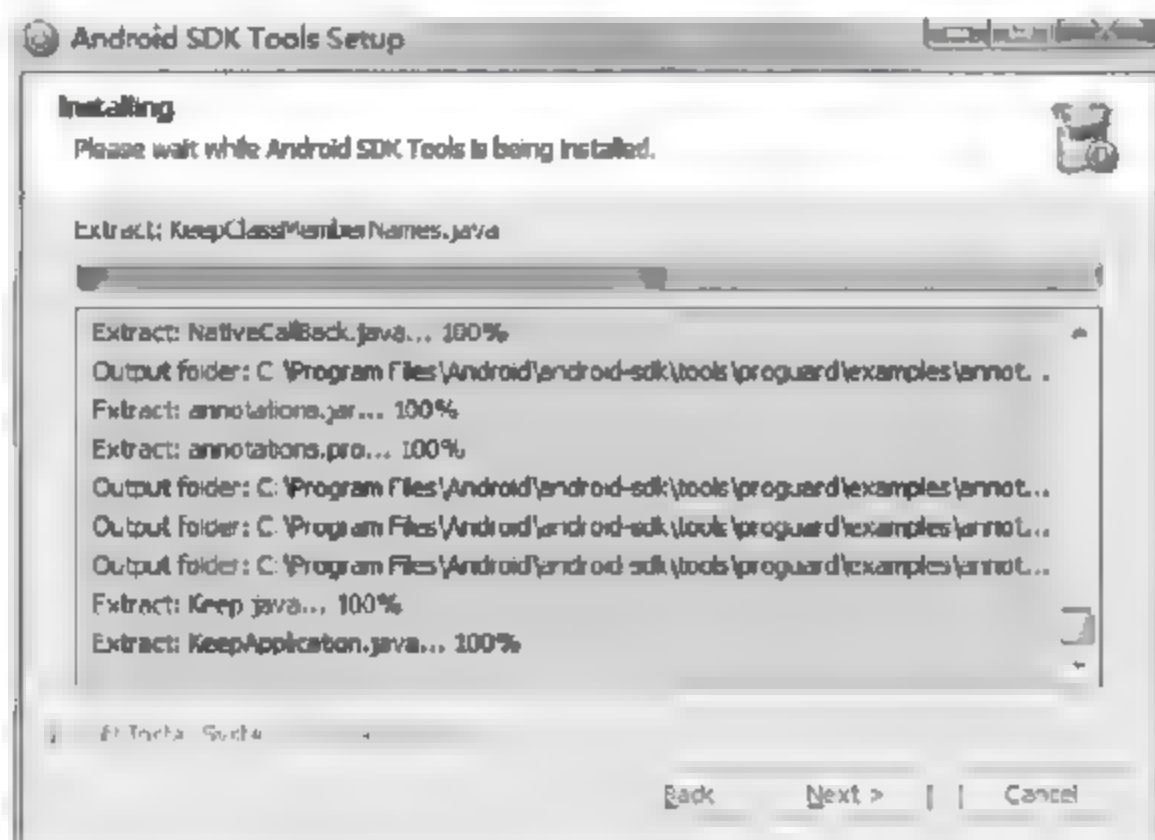 Android SDK Tools Setup
Installing
Please wait while Android SDK Tools is being installed.
Extract: KeepClassMemberNames.java
Extract: NativeCallBack.java... 100%
Output folder: C:\Program Files\Android\android-sdk\tools\proguard\examples\annot...
Extract: annotations.jar... 100%
Extract: annotations.pro... 100%
Output folder: C:\Program Files\Android\android-sdk\tools\proguard\examples\annot...
Output folder: C:\Program Files\Android\android-sdk\tools\proguard\examples\annot...
Output folder: C:\Program Files\Android\android-sdk\tools\proguard\examples\annot...
Extract: Keep.java... 100%
Extract: KeepApplication.java... 100%
Back Next > Cancel